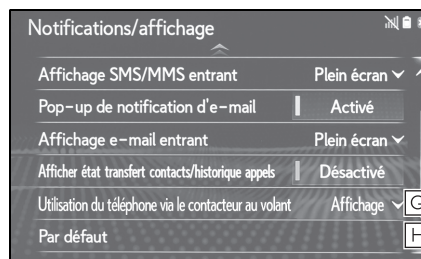 Notifications/affichage
Affichage SMS/MMS entrant Plein écran
Pop-up de notification d'e-mail Activé
Affichage e-mail entrant Plein écran
Afficher état transfert contacts/historique appels Désactivé
Utilisation du téléphone via le contacteur au volant Affichage G
Par défaut H